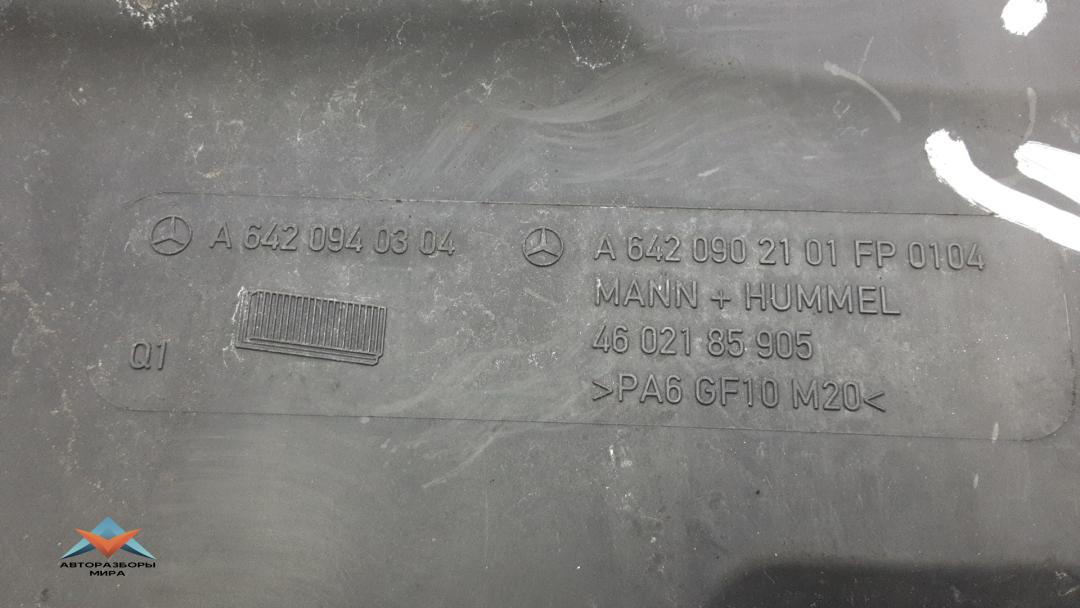 A 642 094 03 04
Q1
A 642 090 21 01 FP 0104
MANN + HUMMEL
46 021 85 905
>PA6 GF10 M20<
АВТОРАЗБОРЫ
МИРА